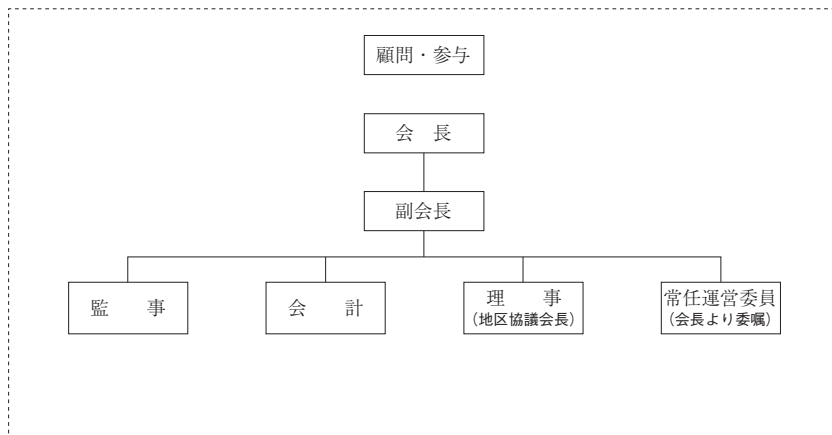 顧問・参与
会　長
副会長
監　　事
会　　計
理　　事
（地区協議会長）
常任運営委員
（会長より委嘱）